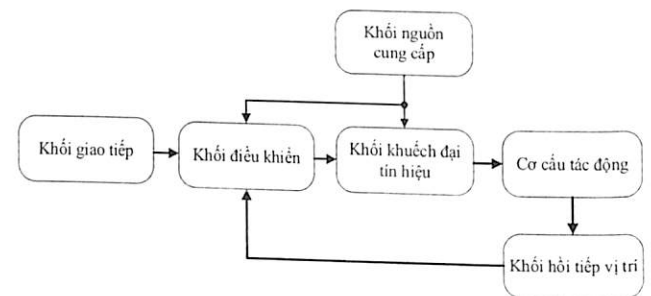 Khối nguồn
cung cấp
Khối giao tiếp
Khối điều khiển
Khối khuếch đại
tín hiệu
Cơ cấu tác động
Khối hồi tiếp vị trí